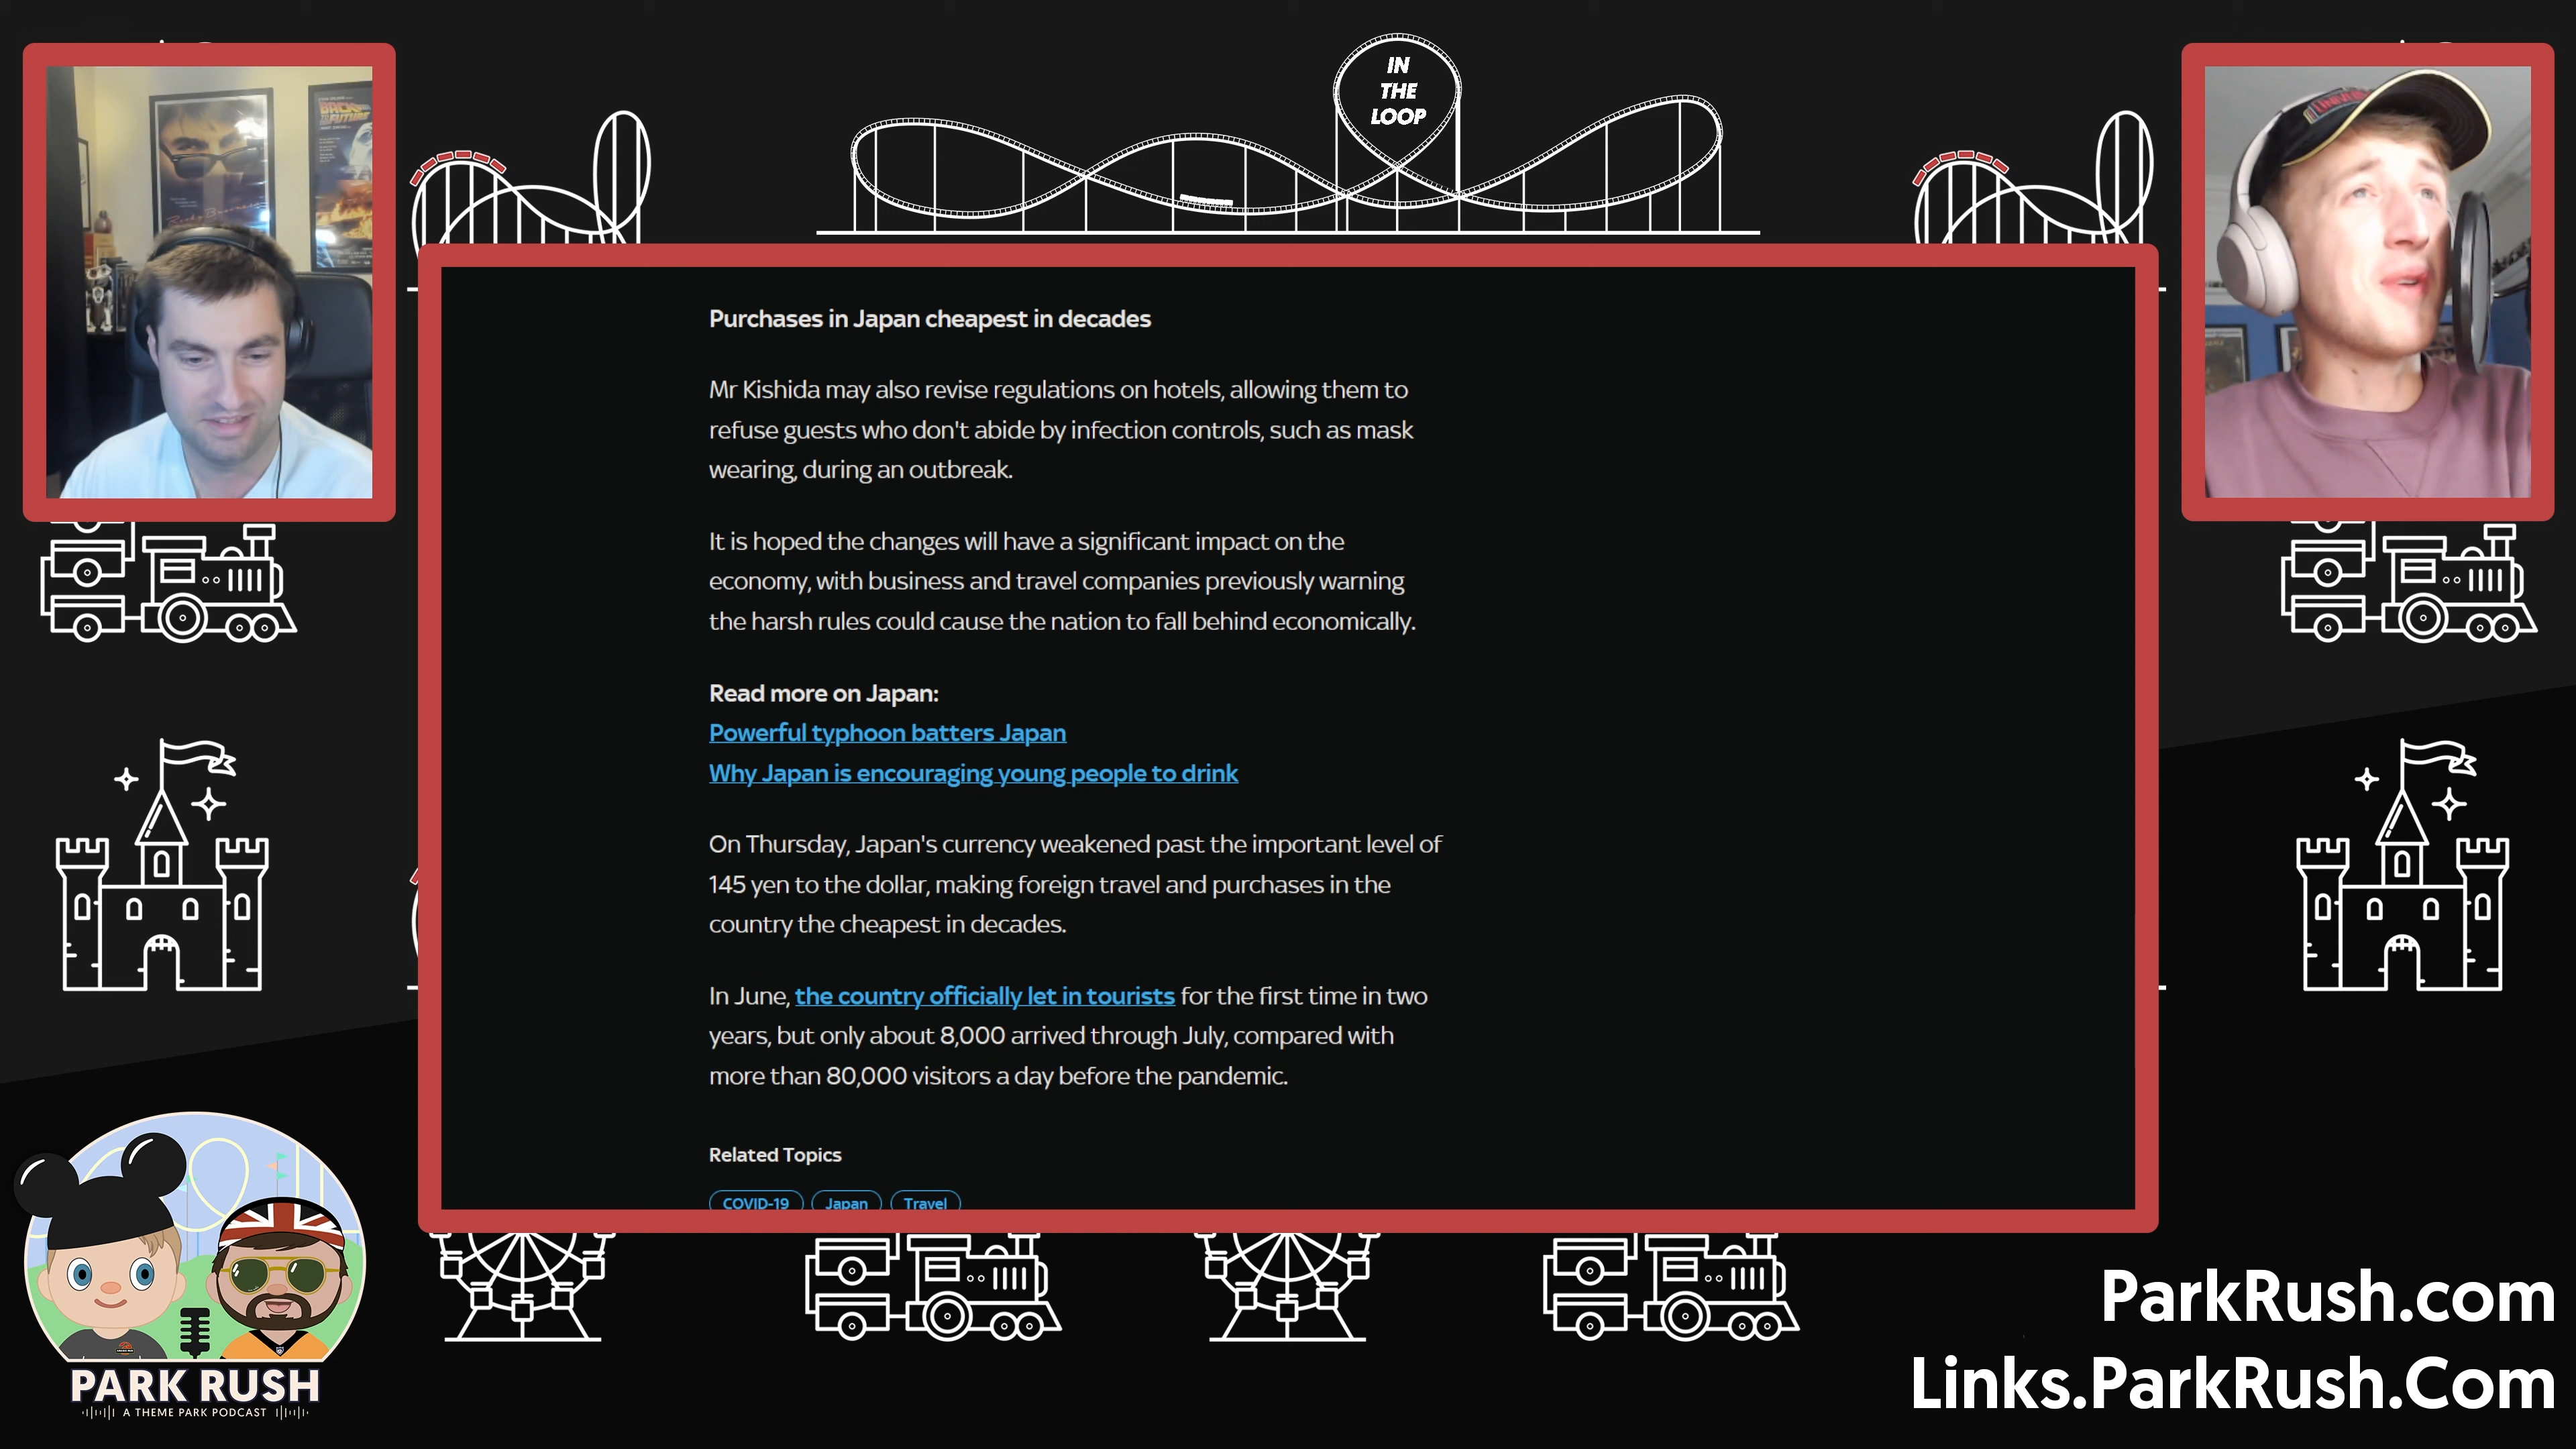 BACK
TO THE
FUTURE
Risky Business
IN
THE
LOOP
Purchases in Japan cheapest in decades
Mr Kishida may also revise regulations on hotels, allowing them to
refuse guests who don't abide by infection controls, such as mask
wearing, during an outbreak.
It is hoped the changes will have a significant impact on the
economy, with business and travel companies previously warning
the harsh rules could cause the nation to fall behind economically.
Read more on Japan:
Powerful typhoon batters Japan
Why Japan is encouraging young people to drink
On Thursday, Japan's currency weakened past the important level of
145 yen to the dollar, making foreign travel and purchases in the
country the cheapest in decades.
In June, the country officially let in tourists for the first time in two
years, but only about 8,000 arrived through July, compared with
more than 80,000 visitors a day before the pandemic.
Related Topics
COVID-19 Japan Travel
PARK RUSH
A THEME PARK PODCAST
ParkRush.com
Links.ParkRush.Com